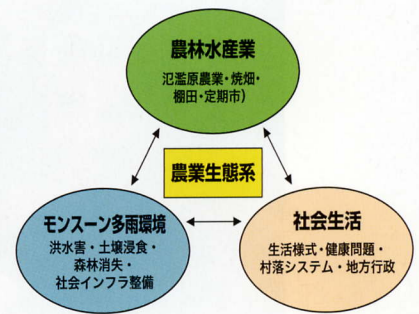 農林水産業
氾濫原農業・焼畑・
棚田・定期市）
農業生態系
モンスーン多雨環境
洪水害・土壌浸食・
森林消失・
社会インフラ整備
社会生活
生活様式・健康問題・
村落システム・地方行政